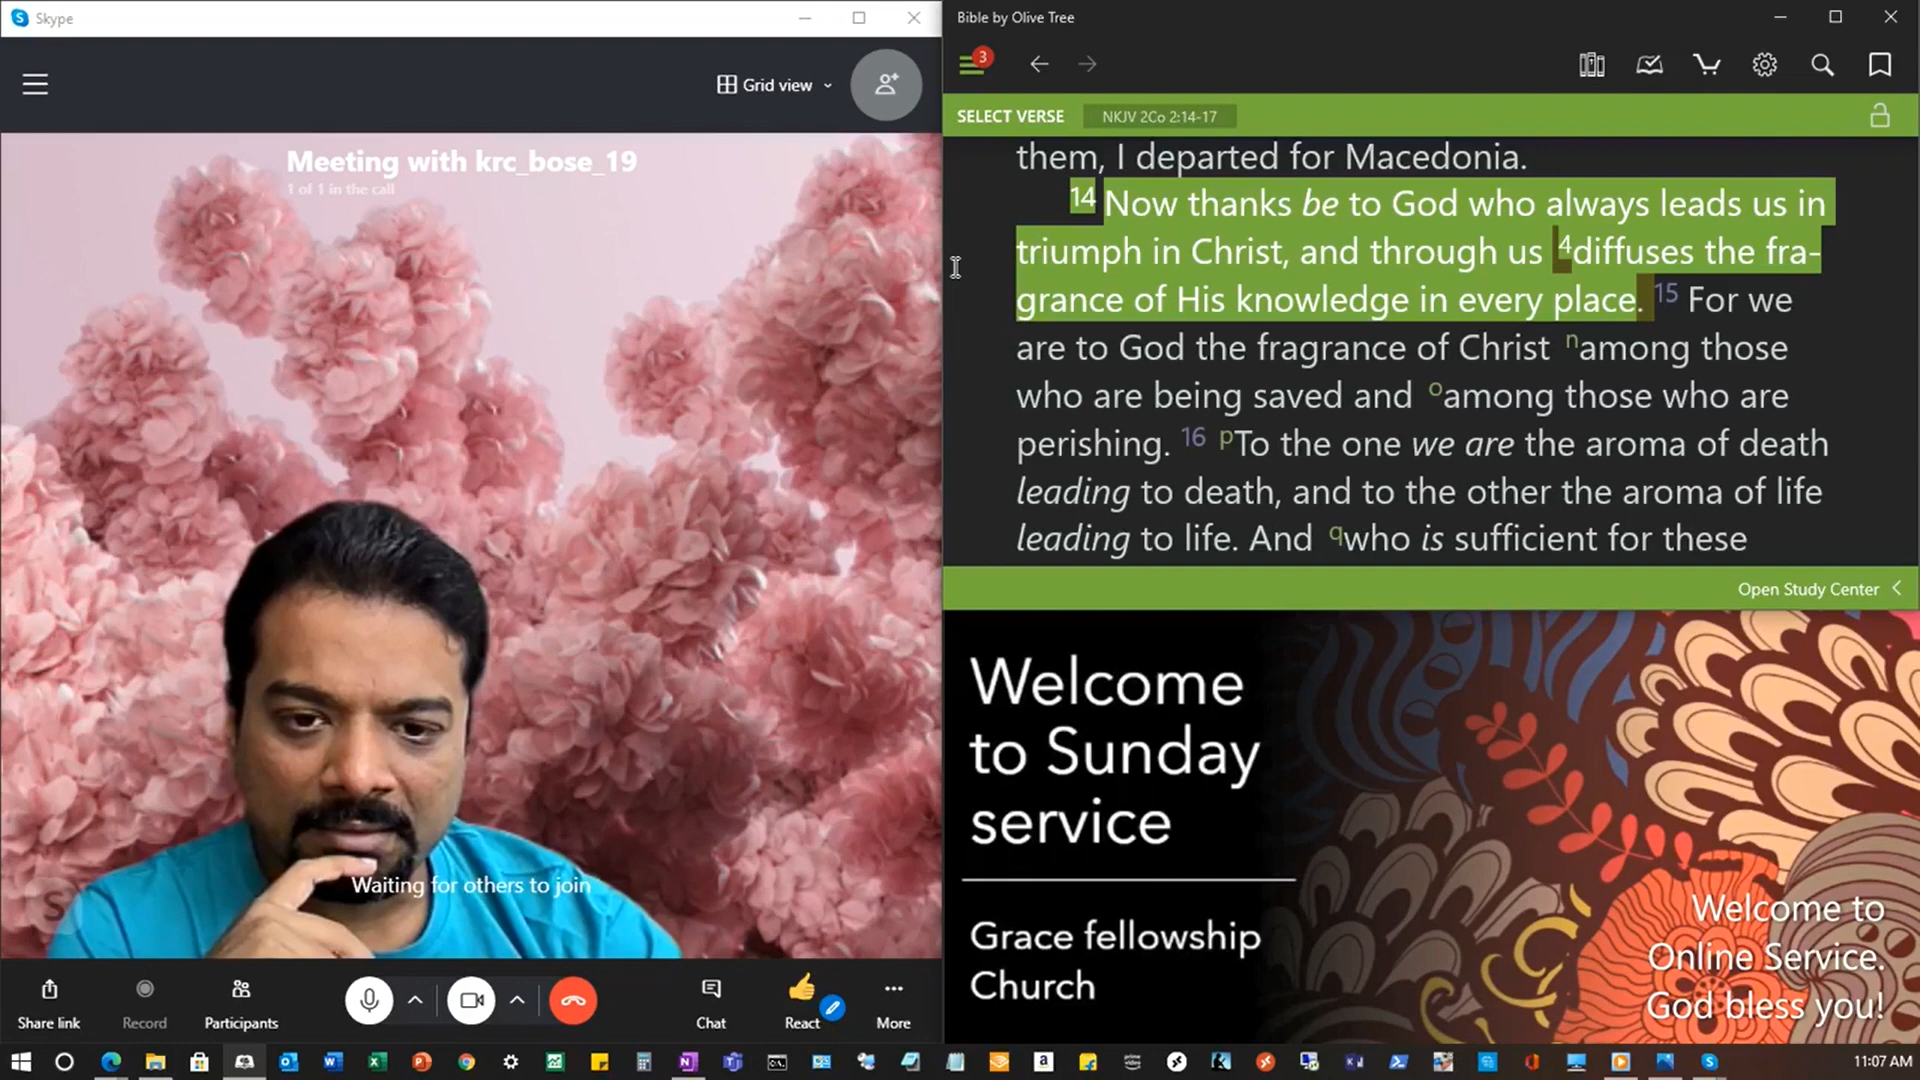 Skype
Grid view
Meeting with krc_bose_19
1 of 1 in the call
Waiting for others to join
Share link
Record
Participants
Chat
React
More
Bible by Olive Tree
3
SELECT VERSE
NKJV 2Co 2:14-17
them, I departed for Macedonia.
14 Now thanks be to God who always leads us in
triumph in Christ, and through us 4diffuses the fra-
grance of His knowledge in every place. 15 For we
are to God the fragrance of Christ namong those
who are being saved and oamong those who are
perishing. 16 pTo the one we are the aroma of death
leading to death, and to the other the aroma of life
leading to life. And qwho is sufficient for these
Open Study Center
Welcome
to Sunday
service
Grace fellowship
Church
Welcome to
Online Service.
God bless you!
11:07 AM